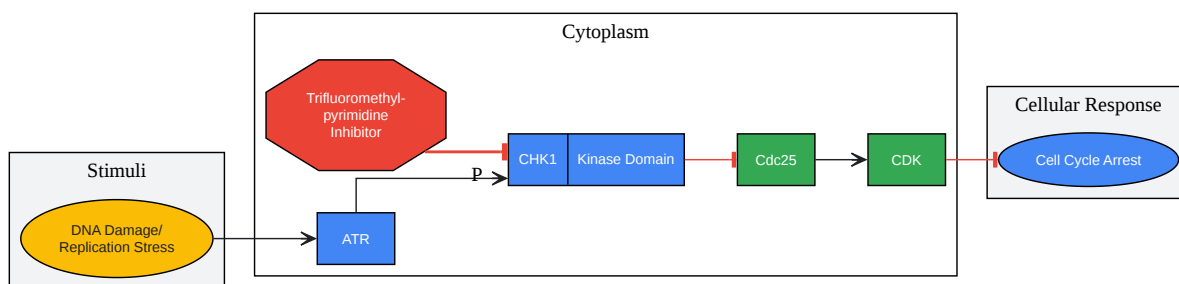 Cytoplasm
Trifluoromethyl-
pyrimidine
Inhibitor
Cellular Response
CHK1
Kinase Domain
Cdc25
CDK
Cell Cycle Arrest
Stimuli
P
DNA Damage/
Replication Stress
ATR